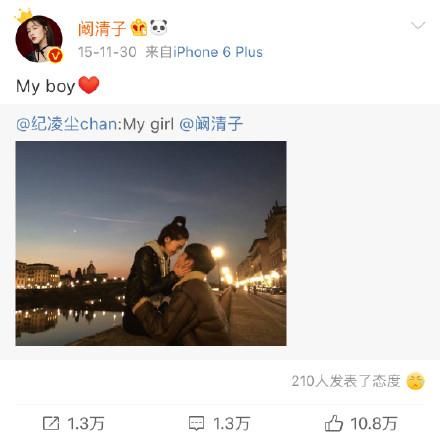 阚清子
15-11-30 来自iPhone 6 Plus
My boy❤️
@纪凌尘chan:My girl @阚清子
210人发表了态度
1.3万 1.3万 10.8万